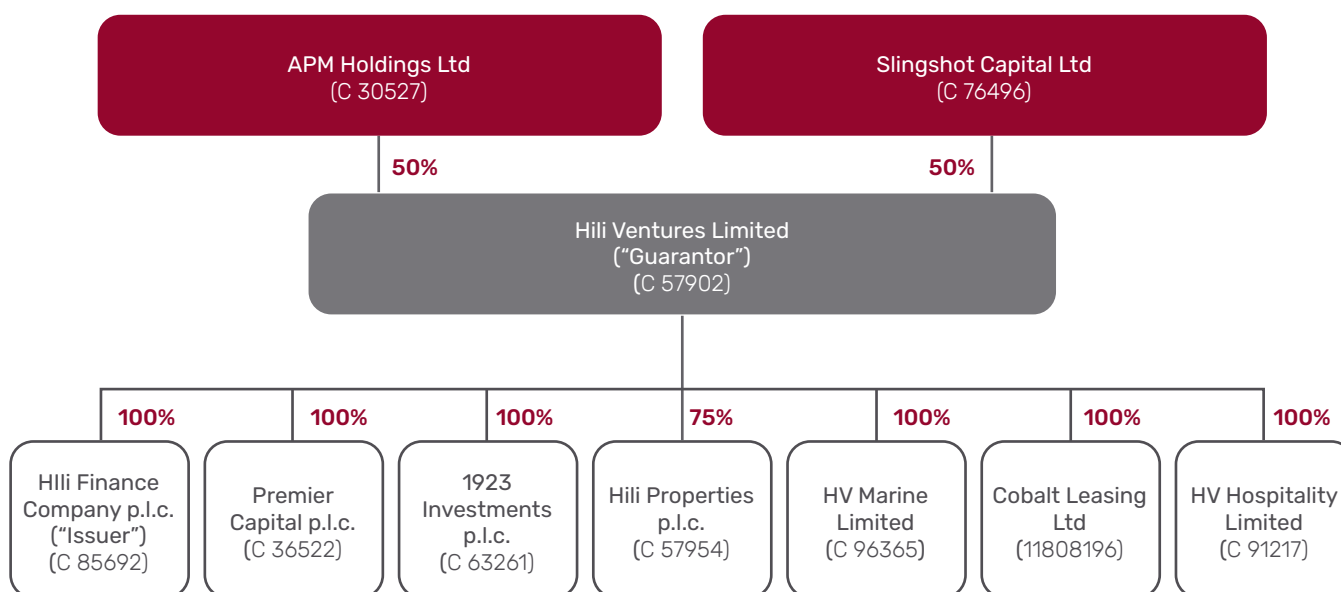 APM Holdings Ltd
(C 30527)
Slingshot Capital Ltd
(C 76496)
50%
50%
Hili Ventures Limited
(“Guarantor”)
(C 57902)
100%
100%
100%
75%
100%
100%
100%
HIli Finance
Company p.l.c.
(“Issuer”)
(C 85692)
Premier
Capital p.l.c.
(C 36522)
1923
Investments
p.l.c.
(C 63261)
Hili Properties
p.l.c.
(C 57954)
HV Marine
Limited
(C 96365)
Cobalt Leasing
Ltd
(11808196)
HV Hospitality
Limited
(C 91217)